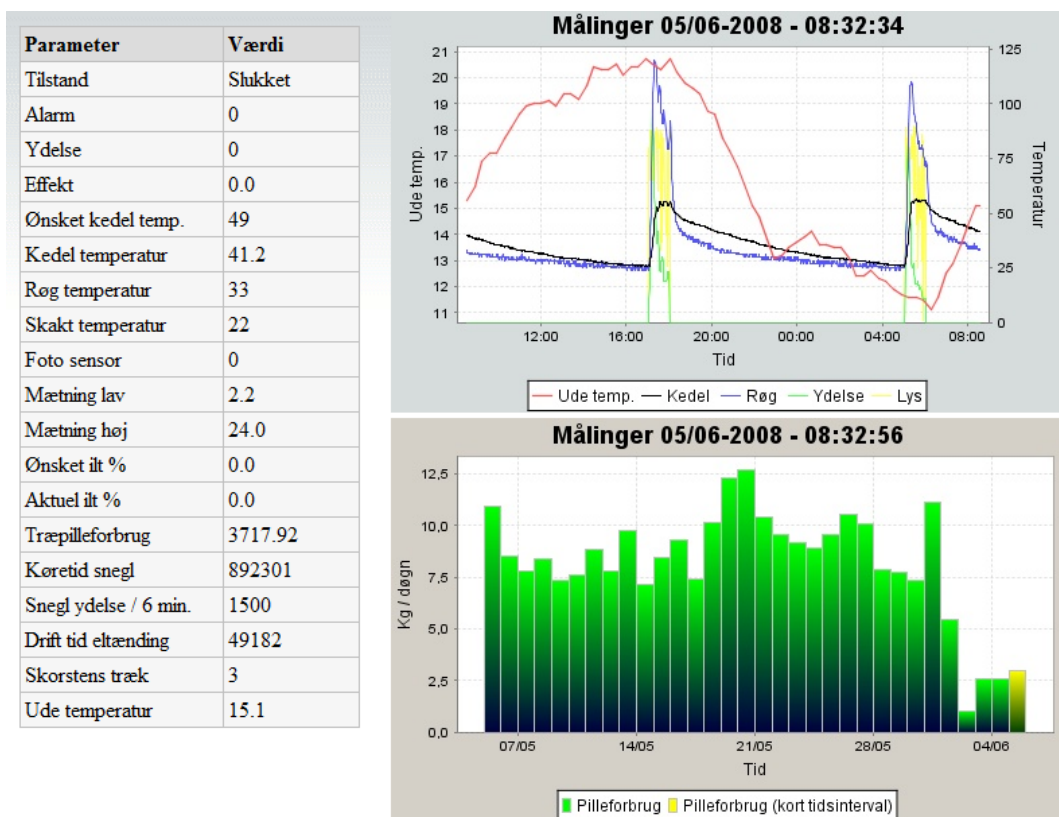 Parameter Værdi
Tilstand Slukket
Alarm 0
Ydelse 0
Effekt 0.0
Ønsket kedel temp. 49
Kedel temperatur 41.2
Røg temperatur 33
Skakt temperatur 22
Foto sensor 0
Mætning lav 2.2
Mætning høj 24.0
Ønsket ilt % 0.0
Aktuel ilt % 0.0
Træpilleforbrug 3717.92
Køretid snegl 892301
Snegl ydelse / 6 min. 1500
Drift tid eltænding 49182
Skorstens træk 3
Ude temperatur 15.1
Målinger 05/06-2008 - 08:32:34
Ude temp.
21
20
19
18
17
16
15
14
13
12
11
125
100
75
50
25
0
Temperatur
12:00 16:00 20:00 00:00 04:00 08:00
Tid
Ude temp. Kedel Røg Ydelse Lys
Målinger 05/06-2008 - 08:32:56
Kg / døgn
12,5
10,0
7,5
5,0
2,5
0,0
07/05 14/05 21/05 28/05 04/06
Tid
Pilleforbrug Pilleforbrug (kort tidsinterval)